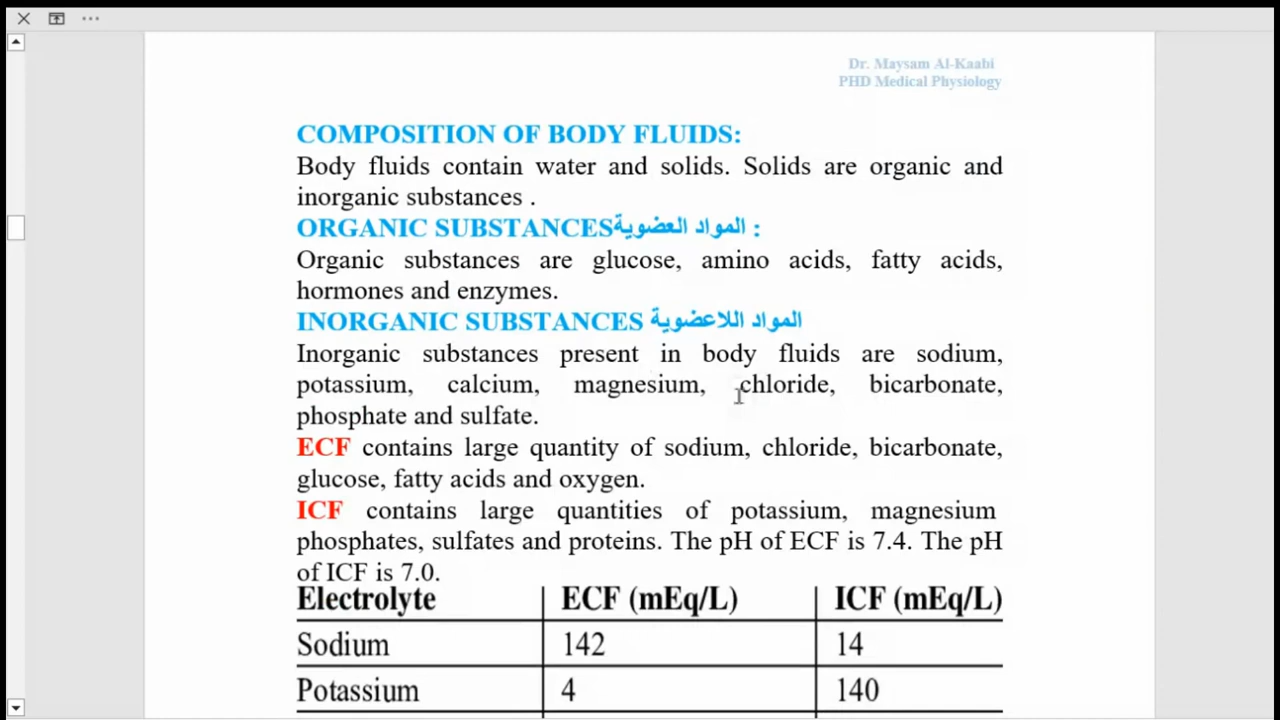 Dr. Maysam Al-Kaabi
PHD Medical Physiology
COMPOSITION OF BODY FLUIDS:
Body fluids contain water and solids. Solids are organic and
inorganic substances .
ORGANIC SUBSTANCESالمواد العضوية :
Organic substances are glucose, amino acids, fatty acids,
hormones and enzymes.
INORGANIC SUBSTANCES المواد اللاعضوية
Inorganic substances present in body fluids are sodium,
potassium, calcium, magnesium, chloride, bicarbonate,
phosphate and sulfate.
ECF contains large quantity of sodium, chloride, bicarbonate,
glucose, fatty acids and oxygen.
ICF contains large quantities of potassium, magnesium
phosphates, sulfates and proteins. The pH of ECF is 7.4. The pH
of ICF is 7.0.
Electrolyte ECF (mEq/L) ICF (mEq/L)
Sodium 142 14
Potassium 4 140